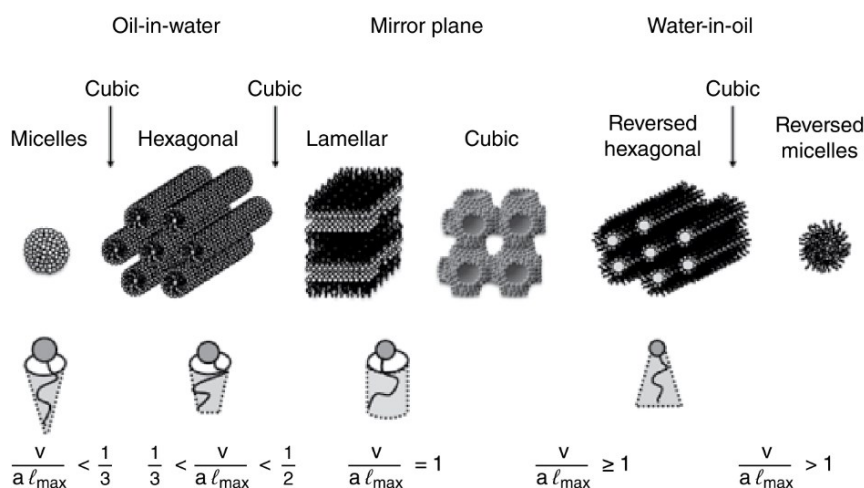 Oil-in-water Mirror plane Water-in-oil
Cubic Cubic Cubic
Micelles Hexagonal Lamellar Cubic Reversed hexagonal Reversed micelles
v/(a ℓmax) < 1/3 1/3 < v/(a ℓmax) < 1/2 v/(a ℓmax) = 1 v/(a ℓmax) ≥ 1 v/(a ℓmax) > 1